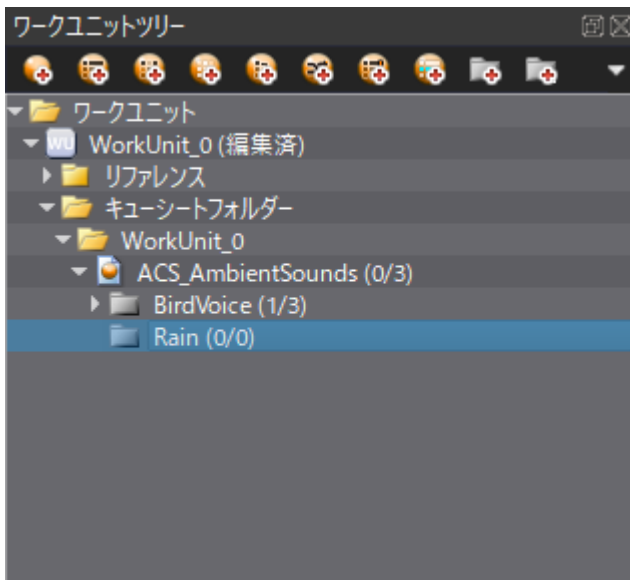 ワークユニットツリー
ワークユニット
WU WorkUnit_0 (編集済)
リファレンス
キューシートフォルダー
WorkUnit_0
ACS_AmbientSounds (0/3)
BirdVoice (1/3)
Rain (0/0)